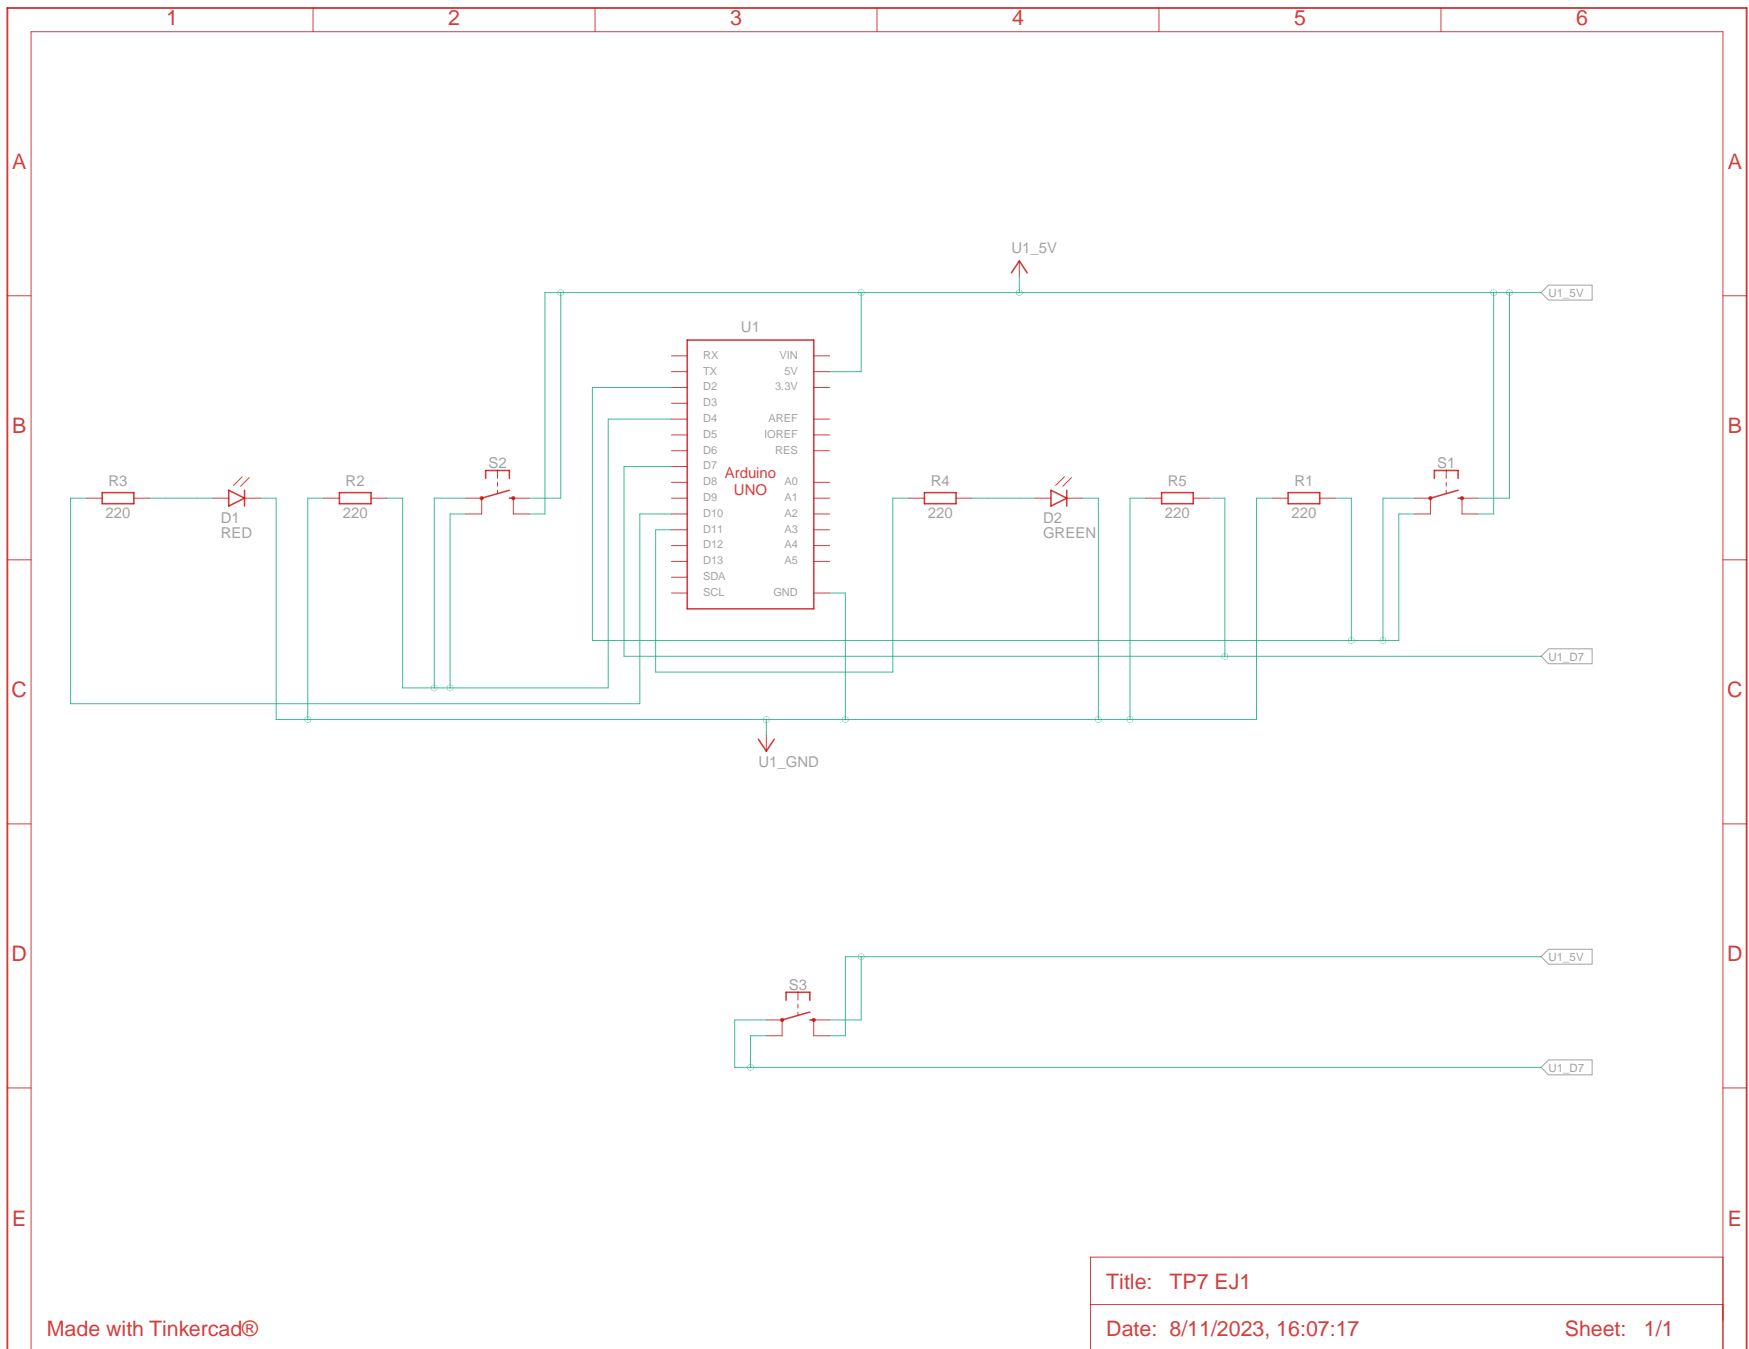 1 2 3 4 5 6
A A
U1_5V
U1_5V
U1
RX VIN
TX 5V
D2 3.3V
D3
D4 AREF
B B
D5 IOREF
D6 RES
D7
Arduino
UNO
D8 A0
D9 A1
D10 A2
D11 A3
D12 A4
D13 A5
SDA
SCL GND
R3
220
D1
RED
R2
220
S2
R4
220
D2
GREEN
R5
220
R1
220
S1
U1_D7
C C
U1_GND
D D
U1_5V
S3
U1_D7
E E
Title: TP7 EJ1
Made with Tinkercad®
Date: 8/11/2023, 16:07:17 Sheet: 1/1